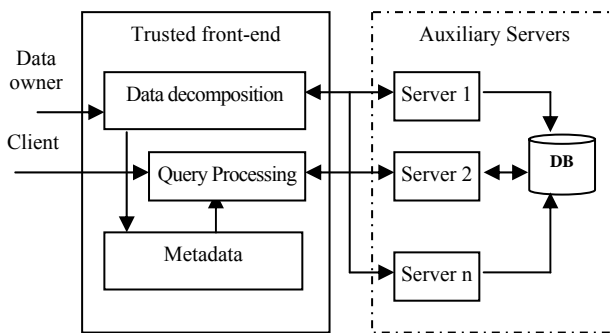 Trusted front-end
Auxiliary Servers
Data
owner
Data decomposition
Server 1
Client
Query Processing
Server 2
DB
Metadata
Server n